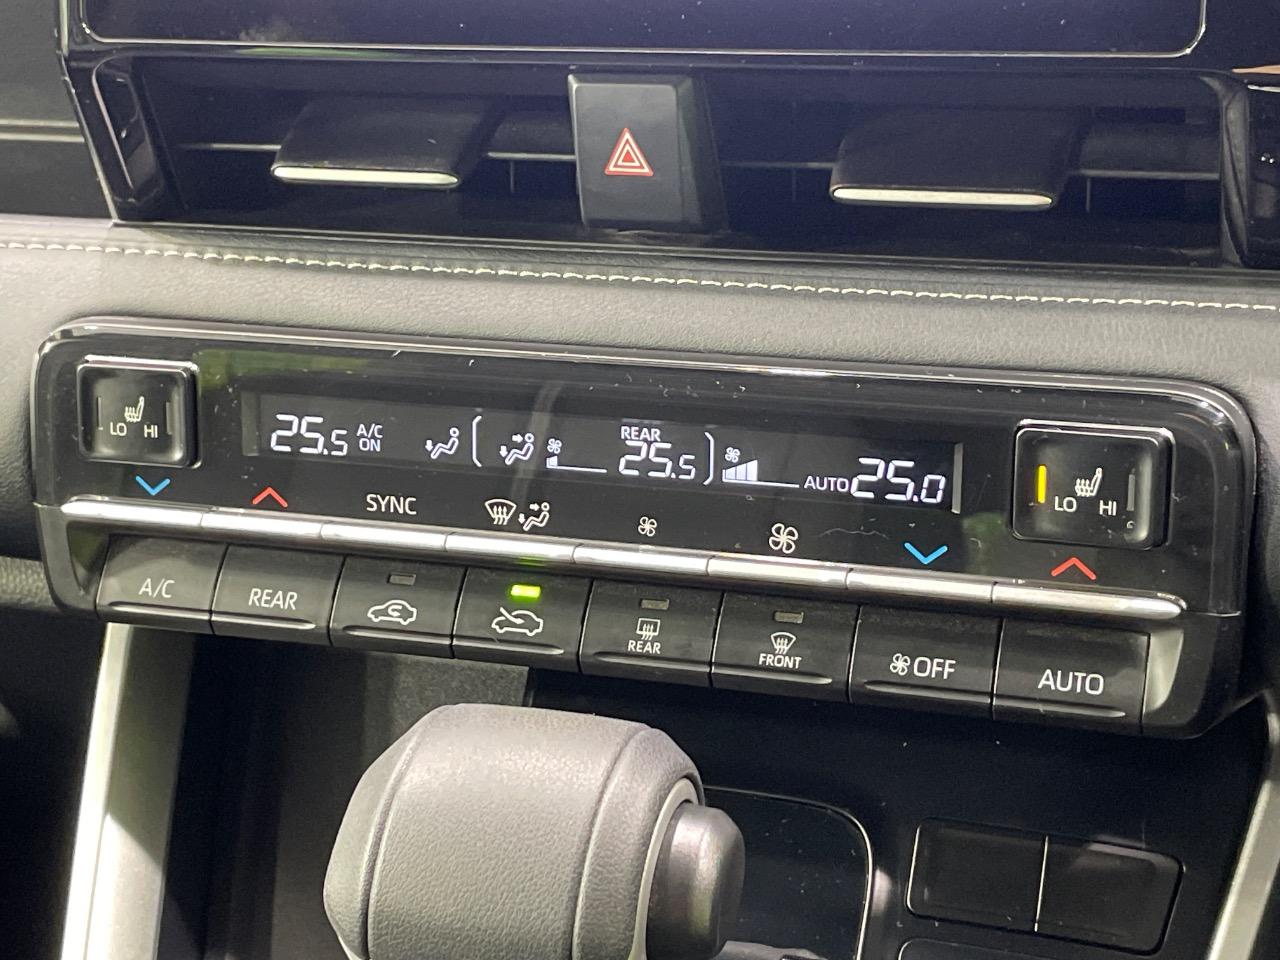 LO HI
25.5 A/C ON
REAR
25.5
AUTO 25.0
LO HI
SYNC
A/C
REAR
REAR
FRONT
OFF
AUTO